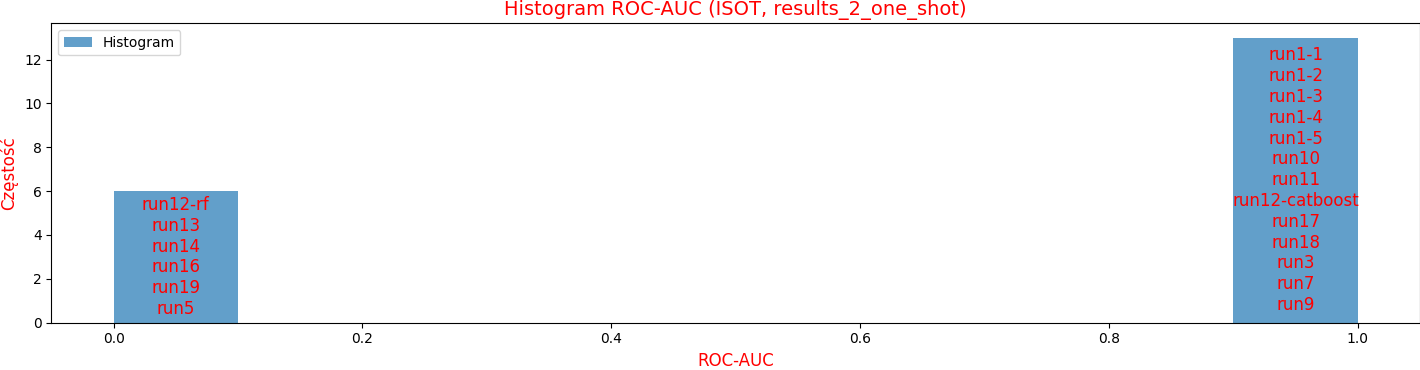 Histogram ROC-AUC (ISOT, results_2_one_shot)
Histogram
Częstość
12
10
8
6
4
2
0
run12-rf
run13
run14
run16
run19
run5
run1-1
run1-2
run1-3
run1-4
run1-5
run10
run11
run12-catboost
run17
run18
run3
run7
run9
0.0
0.2
0.4
0.6
0.8
1.0
ROC-AUC